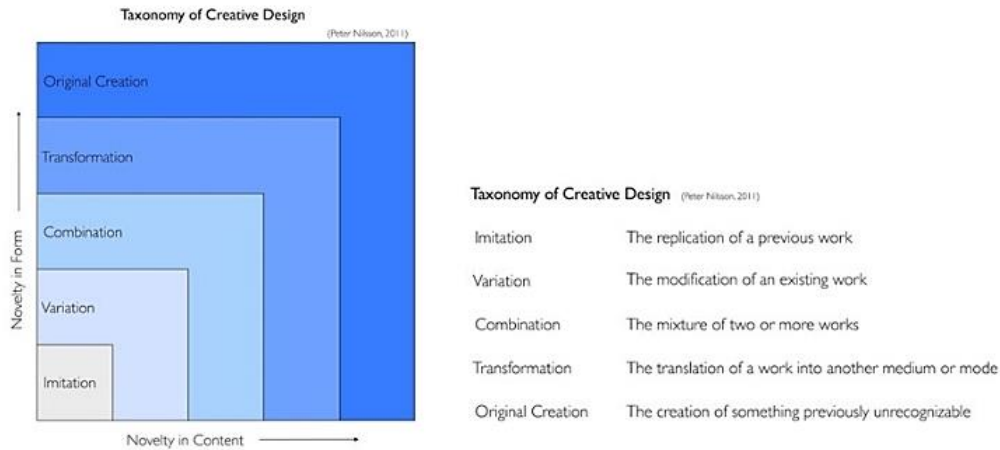 Taxonomy of Creative Design
(Peter Nilsson, 2011)
Original Creation
Transformation
Combination
Variation
Imitation
Novelty in Form
Novelty in Content
Taxonomy of Creative Design (Peter Nilsson, 2011)
Imitation The replication of a previous work
Variation The modification of an existing work
Combination The mixture of two or more works
Transformation The translation of a work into another medium or mode
Original Creation The creation of something previously unrecognizable